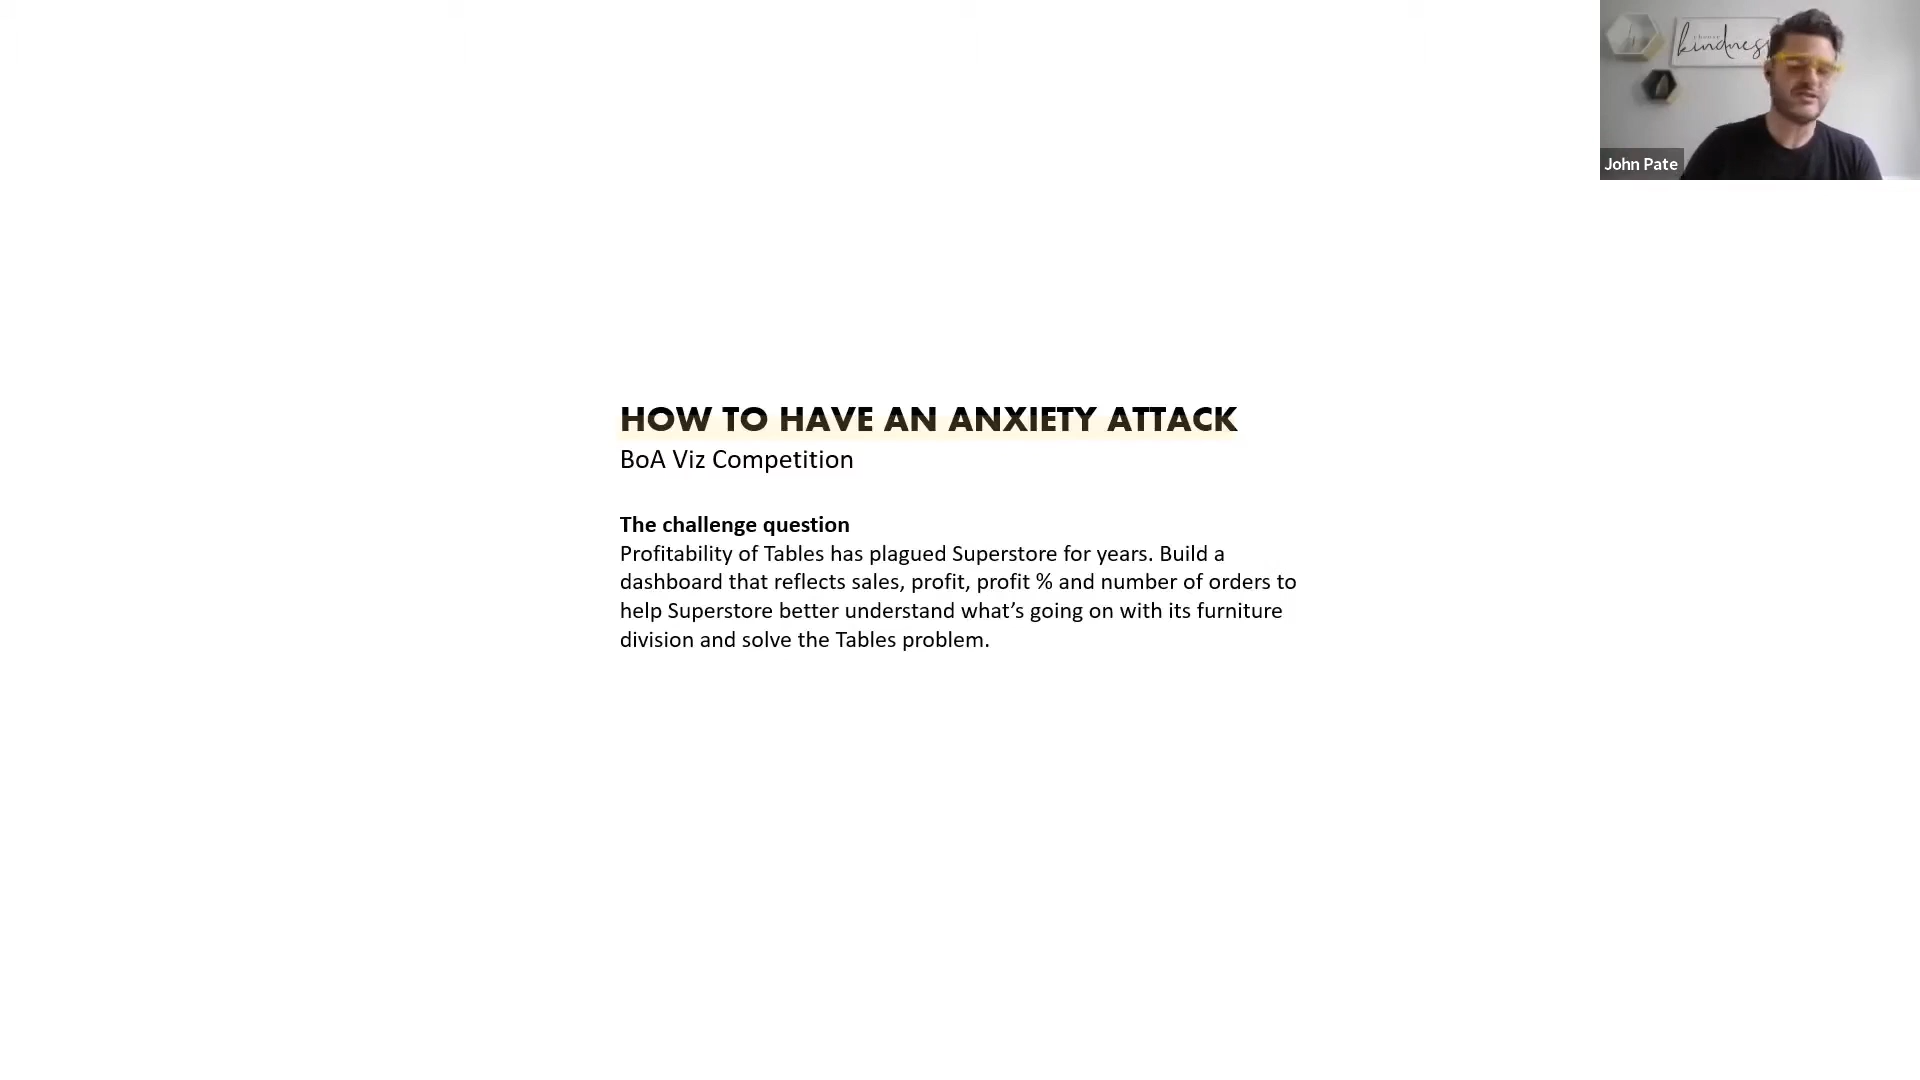 HOW TO HAVE AN ANXIETY ATTACK
BoA Viz Competition
The challenge question
Profitability of Tables has plagued Superstore for years. Build a
dashboard that reflects sales, profit, profit % and number of orders to
help Superstore better understand what’s going on with its furniture
division and solve the Tables problem.
kindness
John Pate